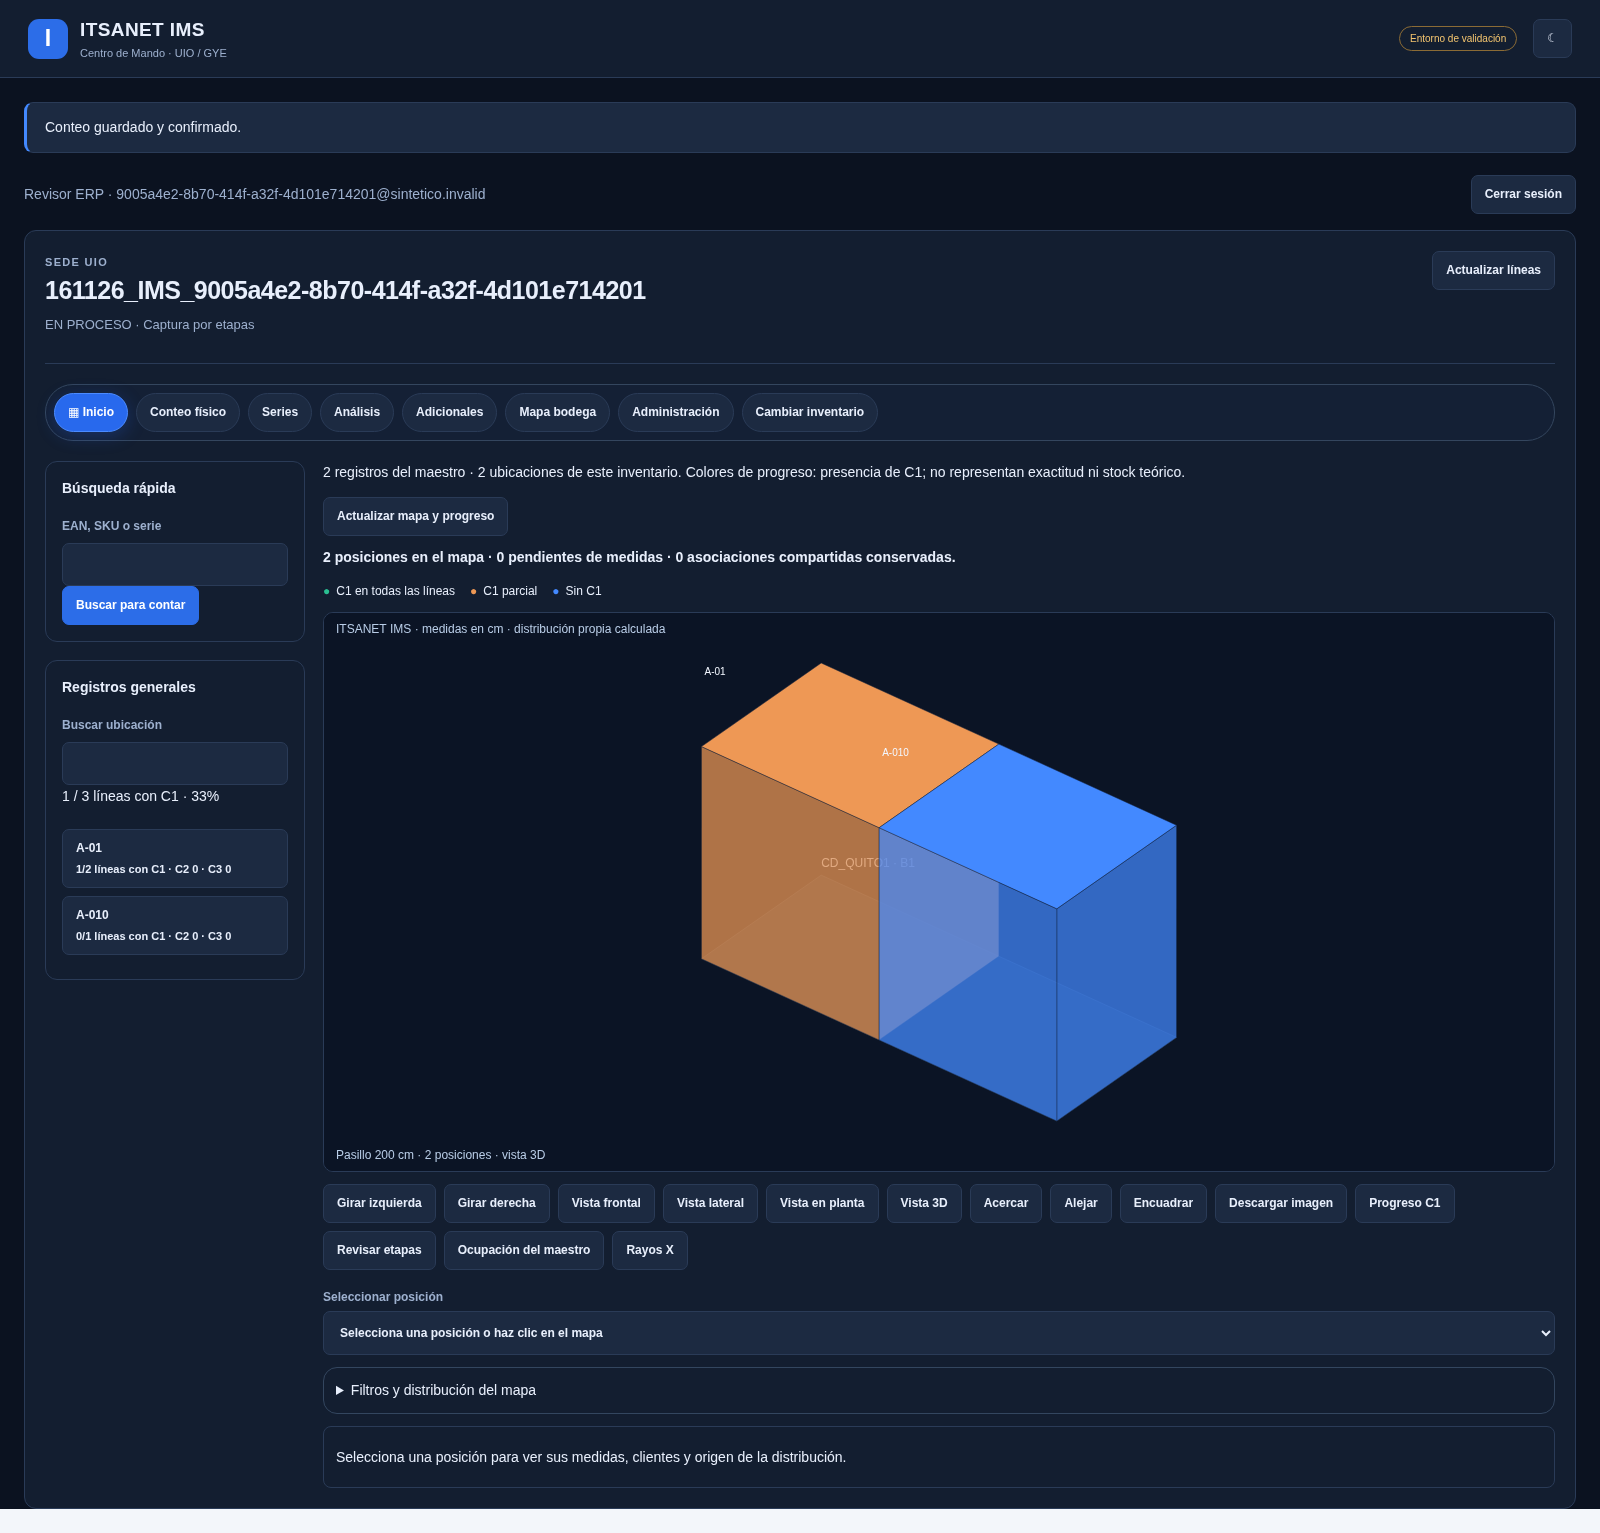 I
ITSANET IMS
Centro de Mando · UIO / GYE
Entorno de validación
Conteo guardado y confirmado.
Revisor ERP · 9005a4e2-8b70-414f-a32f-4d101e714201@sintetico.invalid
Cerrar sesión
SEDE UIO
161126_IMS_9005a4e2-8b70-414f-a32f-4d101e714201
EN PROCESO · Captura por etapas
Actualizar líneas
Inicio
Conteo físico
Series
Análisis
Adicionales
Mapa bodega
Administración
Cambiar inventario
Búsqueda rápida
EAN, SKU o serie
Buscar para contar
Registros generales
Buscar ubicación
1 / 3 líneas con C1 · 33%
A-01
1/2 líneas con C1 · C2 0 · C3 0
A-010
0/1 líneas con C1 · C2 0 · C3 0
2 registros del maestro · 2 ubicaciones de este inventario. Colores de progreso: presencia de C1; no representan exactitud ni stock teórico.
Actualizar mapa y progreso
2 posiciones en el mapa · 0 pendientes de medidas · 0 asociaciones compartidas conservadas.
● C1 en todas las líneas ● C1 parcial ● Sin C1
ITSANET IMS · medidas en cm · distribución propia calculada
A-01
A-010
CD_QUITO1 · B1
Pasillo 200 cm · 2 posiciones · vista 3D
Girar izquierda
Girar derecha
Vista frontal
Vista lateral
Vista en planta
Vista 3D
Acercar
Alejar
Encuadrar
Descargar imagen
Progreso C1
Revisar etapas
Ocupación del maestro
Rayos X
Seleccionar posición
Selecciona una posición o haz clic en el mapa
Filtros y distribución del mapa
Selecciona una posición para ver sus medidas, clientes y origen de la distribución.